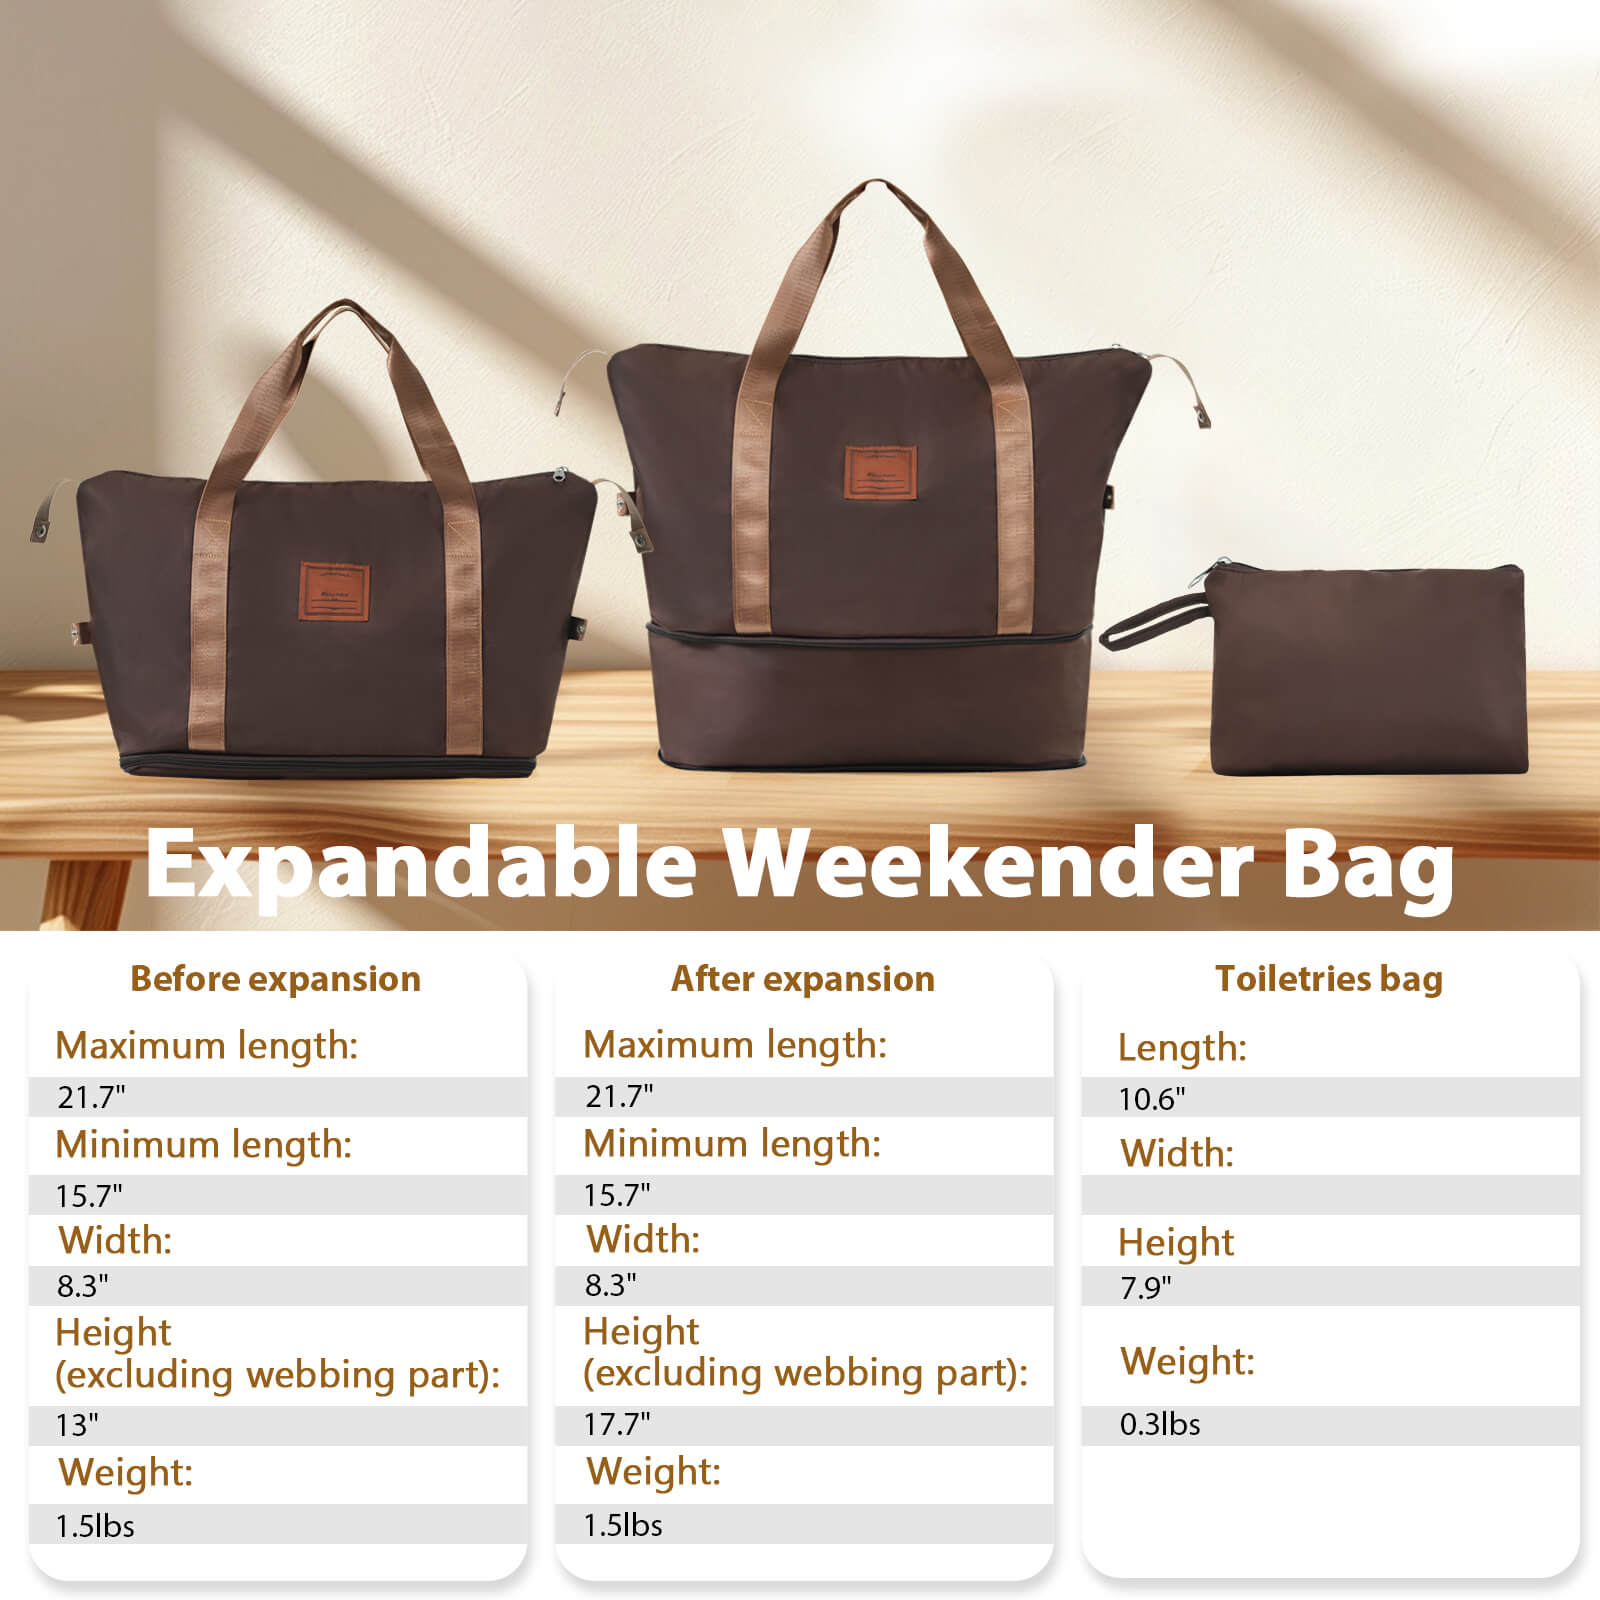 Expandable Weekender Bag
Before expansion
Maximum length:
21.7"
Minimum length:
15.7"
Width:
8.3"
Height
(excluding webbing part):
13"
Weight:
1.5lbs
After expansion
Maximum length:
21.7"
Minimum length:
15.7"
Width:
8.3"
Height
(excluding webbing part):
17.7"
Weight:
1.5lbs
Toiletries bag
Length:
10.6"
Width:
Height
7.9"
Weight:
0.3lbs